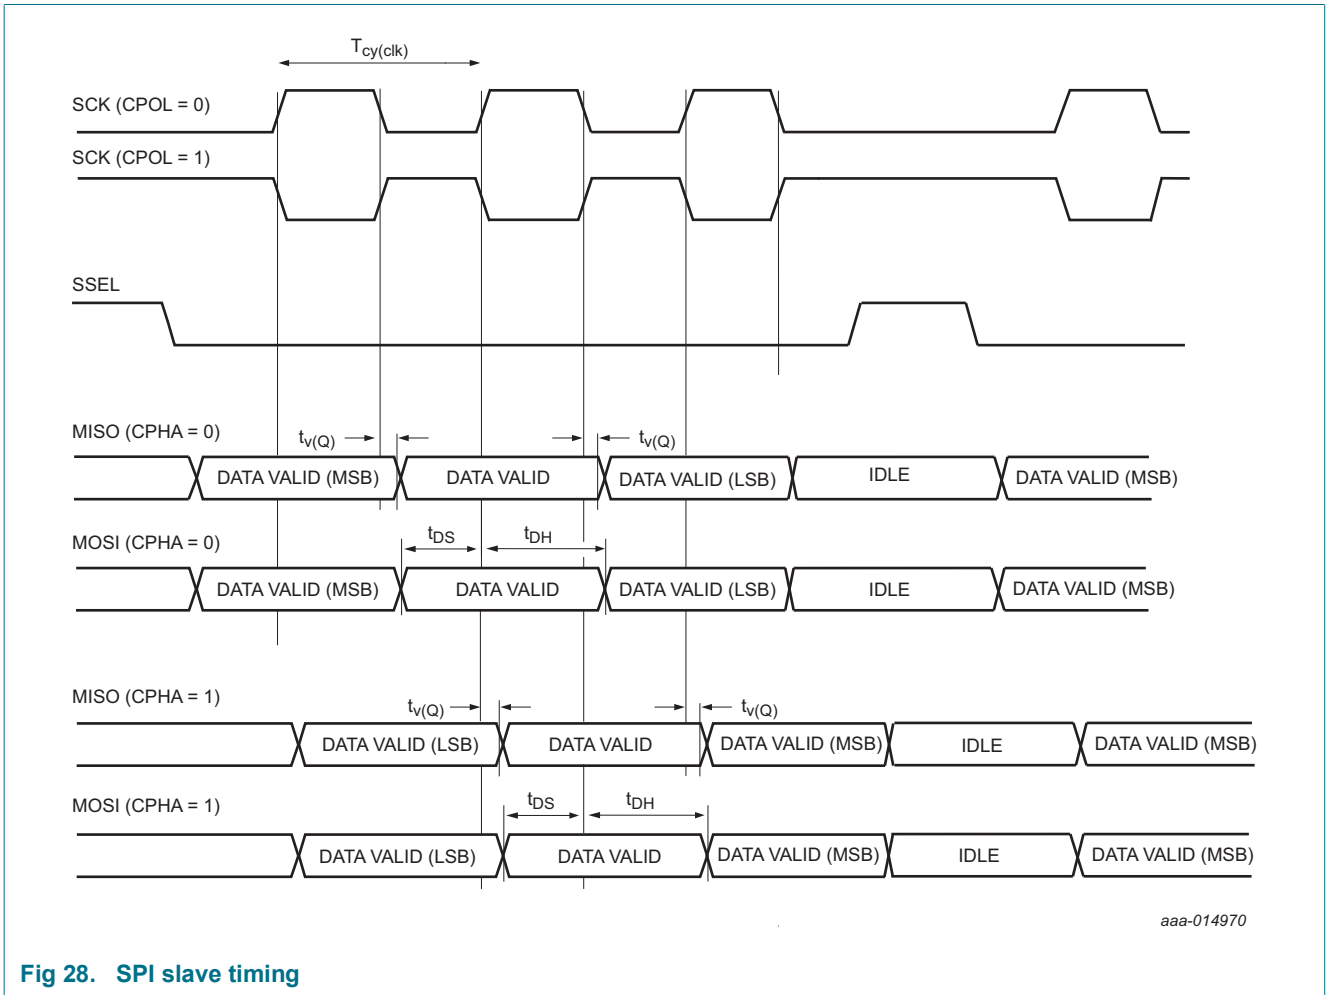 Tcy(clk)
SCK (CPOL = 0)
SCK (CPOL = 1)
SSEL
MISO (CPHA = 0) tv(Q) tv(Q)
DATA VALID (MSB) DATA VALID DATA VALID (LSB) IDLE DATA VALID (MSB)
MOSI (CPHA = 0) tDS tDH
DATA VALID (MSB) DATA VALID DATA VALID (LSB) IDLE DATA VALID (MSB)
MISO (CPHA = 1) tv(Q) tv(Q)
DATA VALID (LSB) DATA VALID DATA VALID (MSB) IDLE DATA VALID (MSB)
MOSI (CPHA = 1) tDS tDH
DATA VALID (LSB) DATA VALID DATA VALID (MSB) IDLE DATA VALID (MSB)
aaa-014970
Fig 28. SPI slave timing